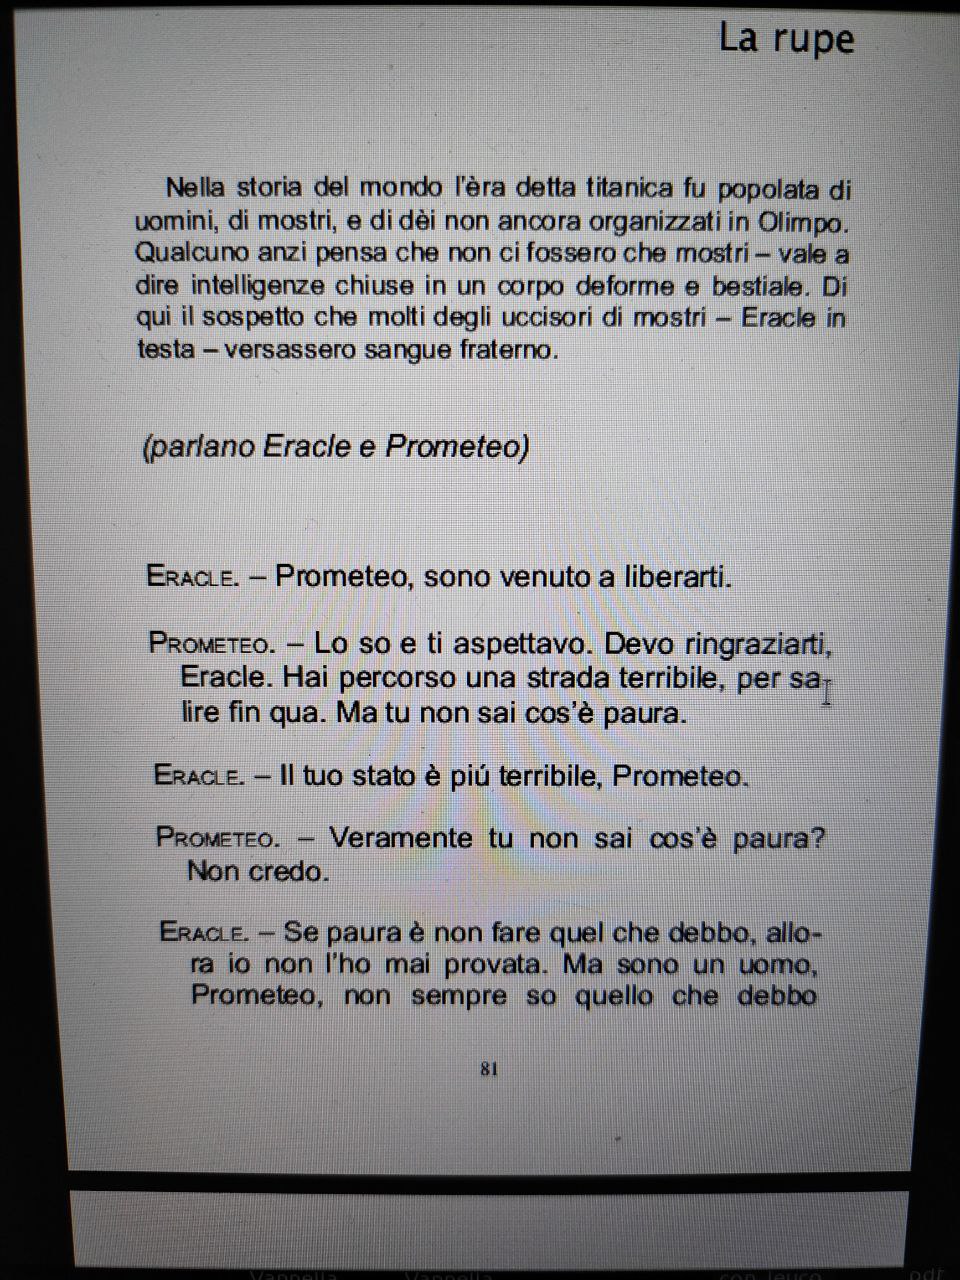 La rupe
Nella storia del mondo l'èra detta titanica fu popolata di
uomini, di mostri, e di dèi non ancora organizzati in Olimpo.
Qualcuno anzi pensa che non ci fossero che mostri – vale a
dire intelligenze chiuse in un corpo deforme e bestiale. Di
qui il sospetto che molti degli uccisori di mostri – Eracle in
testa – versassero sangue fraterno.
(parlano Eracle e Prometeo)
ERACLE. – Prometeo, sono venuto a liberarti.
PROMETEO. – Lo so e ti aspettavo. Devo ringraziarti,
Eracle. Hai percorso una strada terribile, per sa-
lire fin qua. Ma tu non sai cos'è paura.
ERACLE. – Il tuo stato è piú terribile, Prometeo.
PROMETEO. – Veramente tu non sai cos'è paura?
Non credo.
ERACLE. – Se paura è non fare quel che debbo, allo-
ra io non l'ho mai provata. Ma sono un uomo,
Prometeo, non sempre so quello che debbo
81